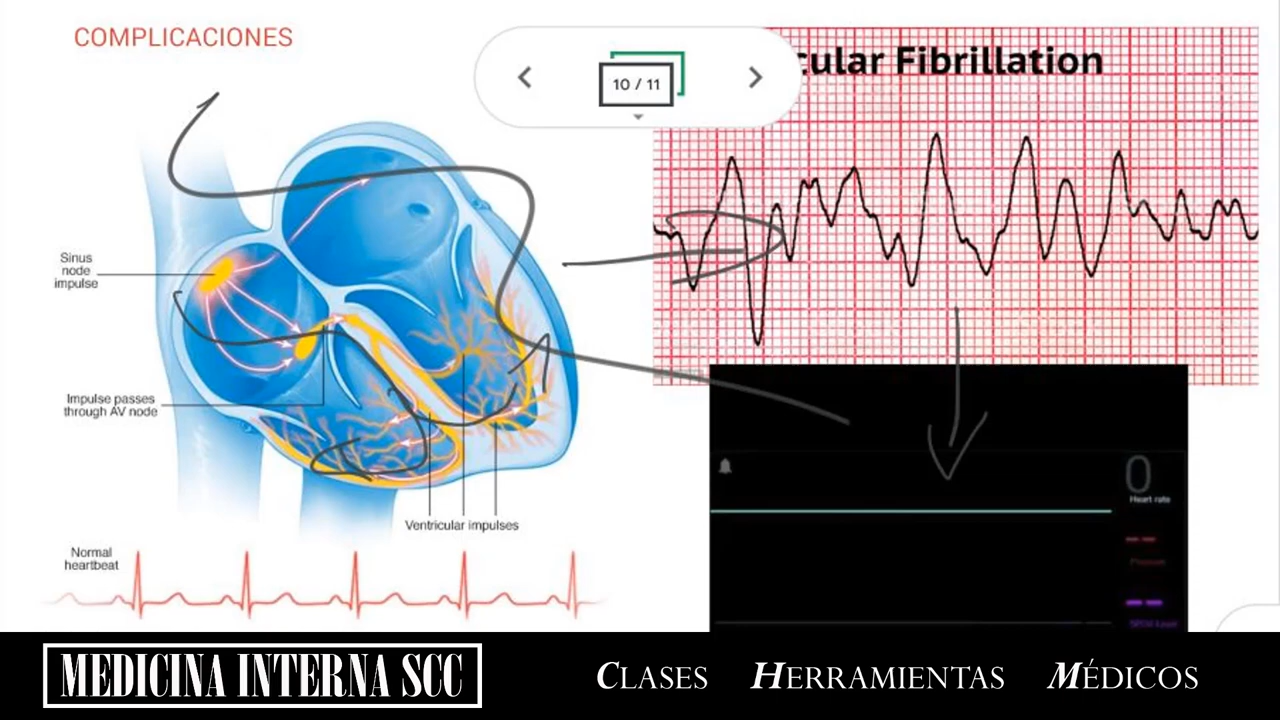 COMPLICACIONES
10 / 11
cular Fibrillation
Sinus
node
impulse
Impulse passes
through AV node
Ventricular impulses
Normal
heartbeat
0
Heart rate
MEDICINA INTERNA SCC
CLASES HERRAMIENTAS MÉDICOS